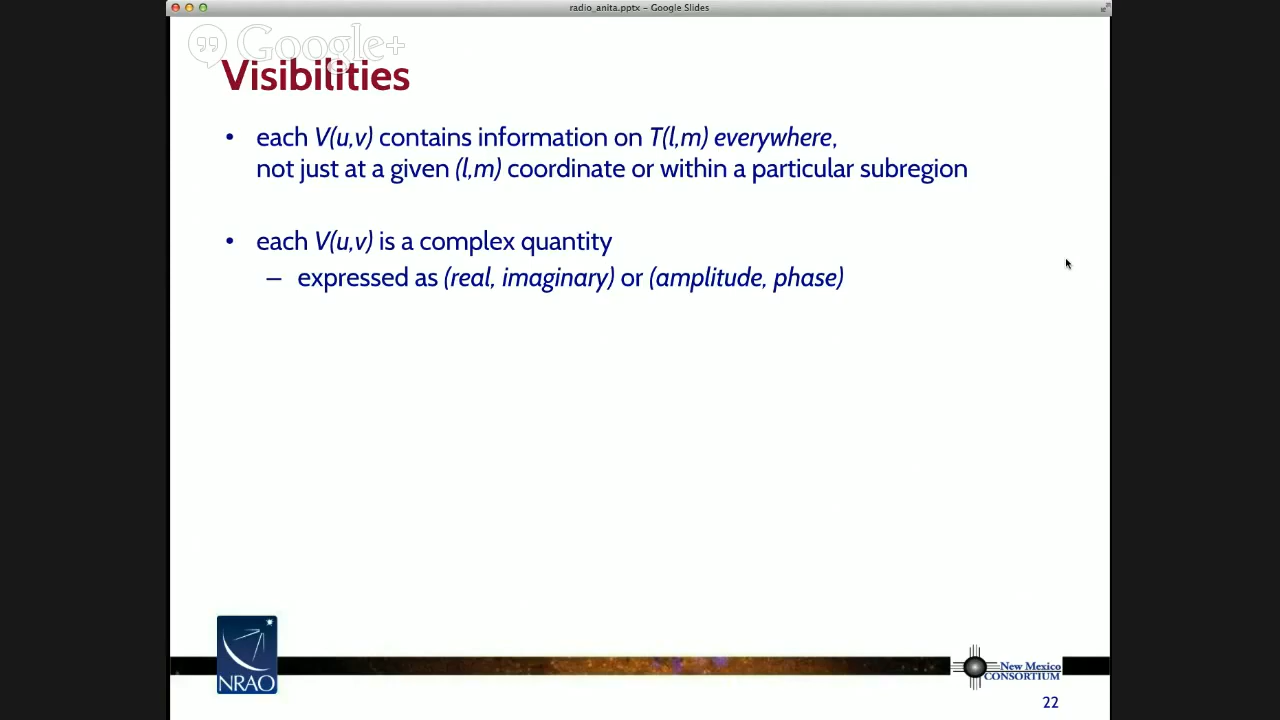 radio_anita.pptx – Google Slides
Google+
Visibilities
• each V(u,v) contains information on T(l,m) everywhere,
not just at a given (l,m) coordinate or within a particular subregion
• each V(u,v) is a complex quantity
– expressed as (real, imaginary) or (amplitude, phase)
NRAO
New Mexico
CONSORTIUM
22